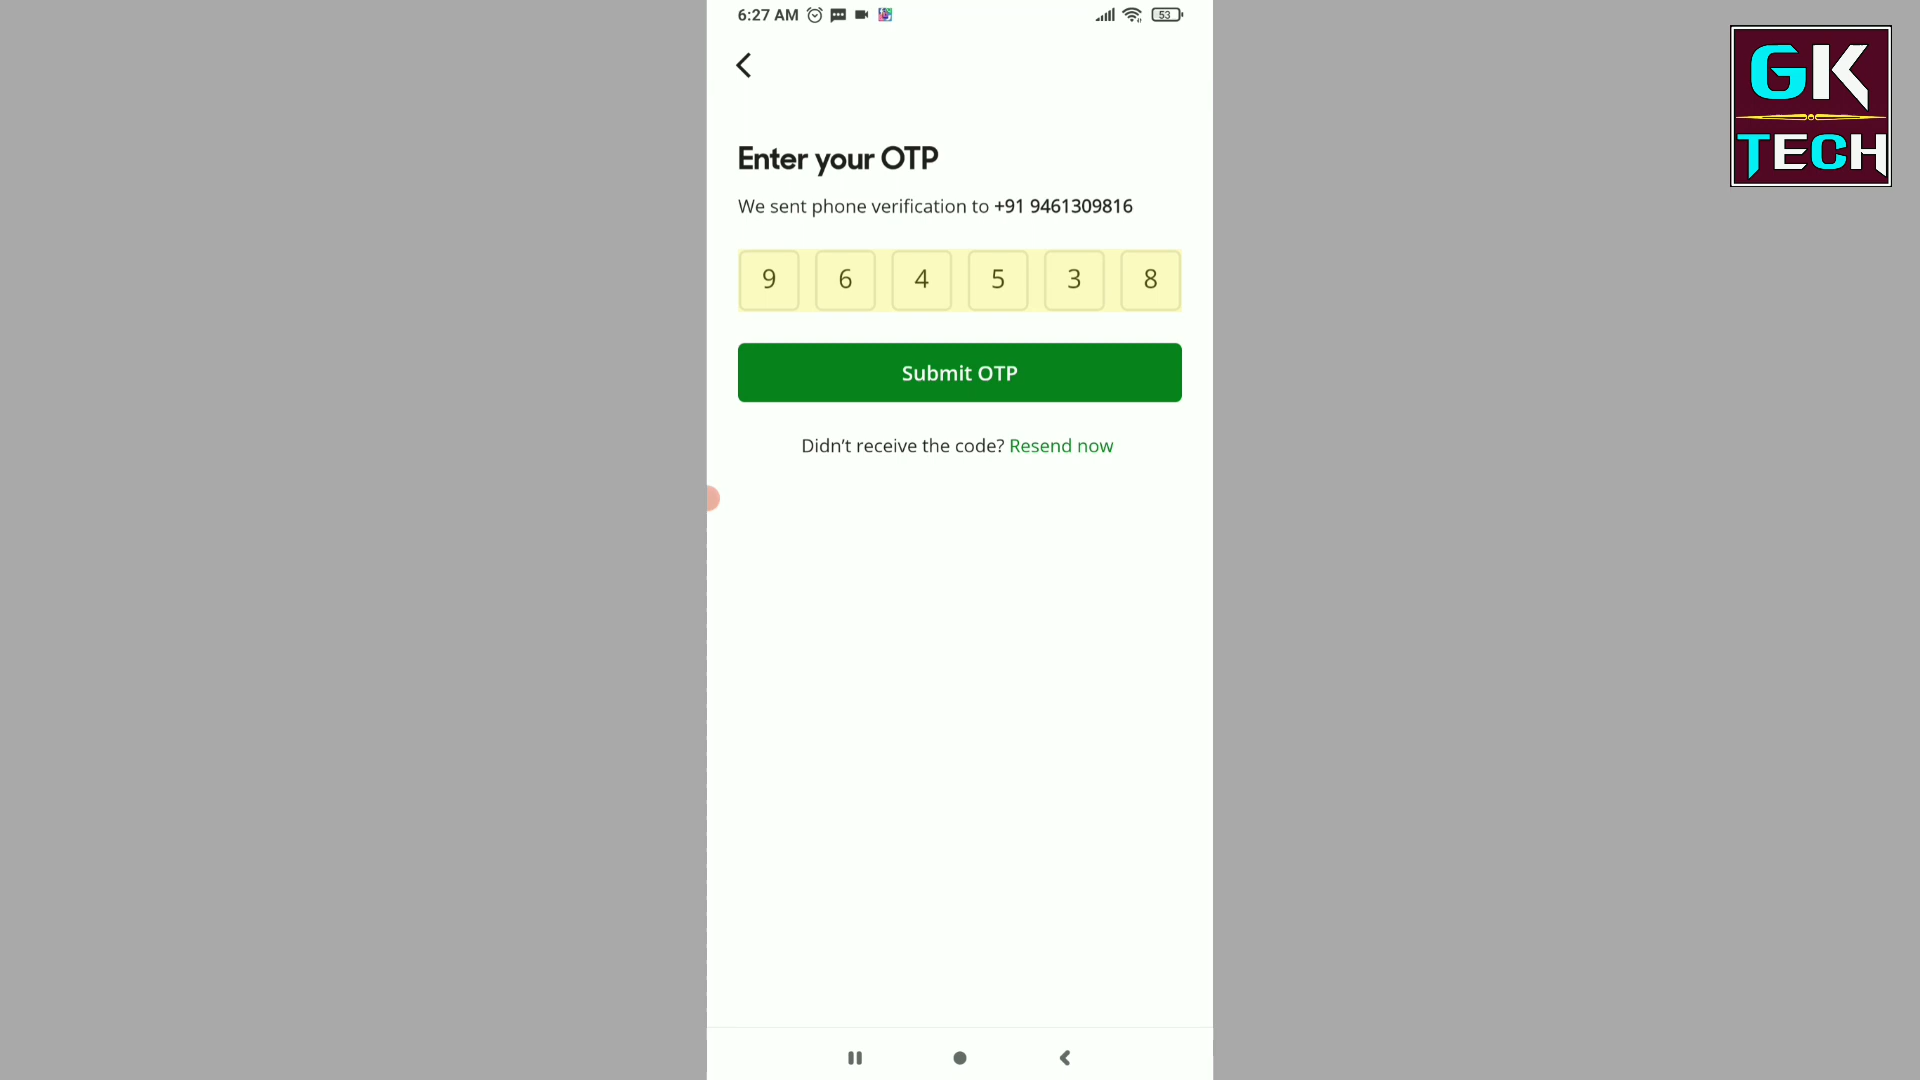 6:27 AM
53
GK
TECH
Enter your OTP
We sent phone verification to +91 9461309816
9 6 4 5 3 8
Submit OTP
Didn’t receive the code? Resend now